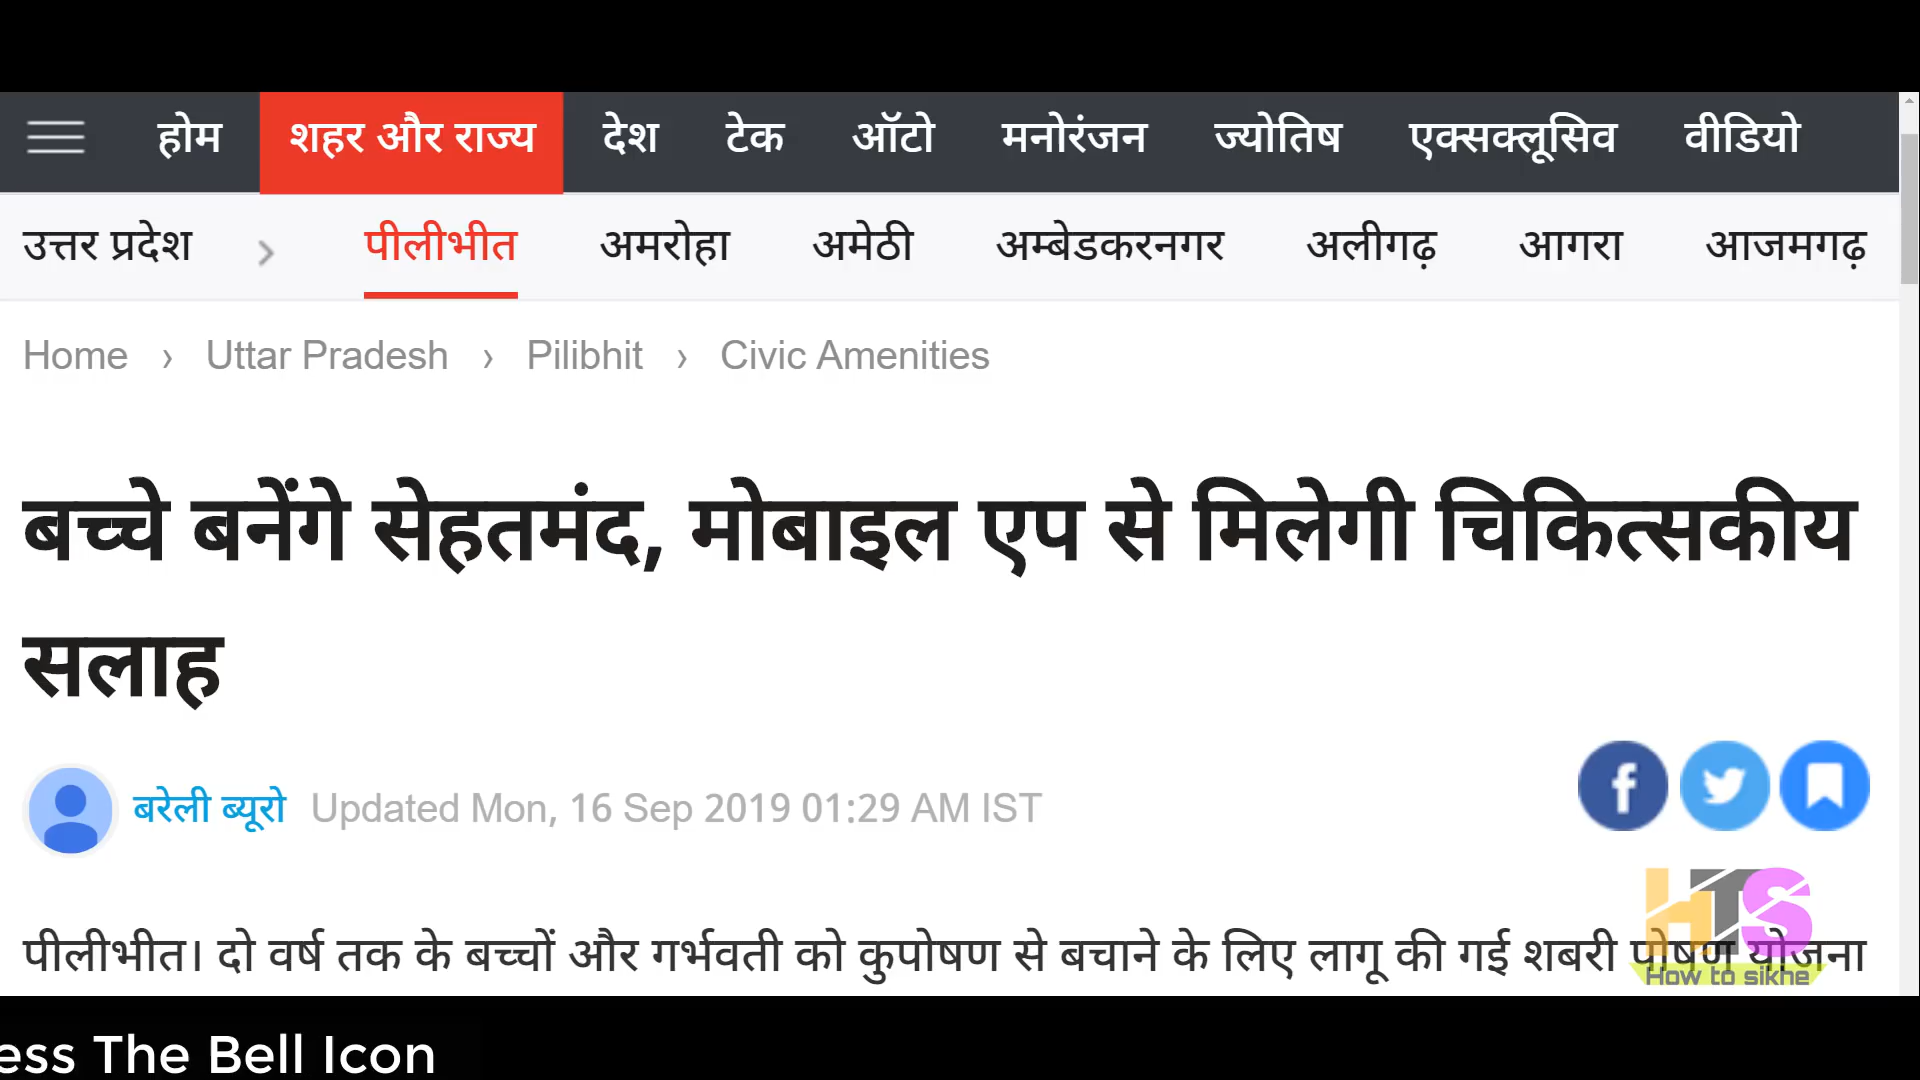 होम शहर और राज्य देश टेक ऑटो मनोरंजन ज्योतिष एक्सक्लूसिव वीडियो
उत्तर प्रदेश › पीलीभीत अमरोहा अमेठी अम्बेडकरनगर अलीगढ़ आगरा आजमगढ़
Home › Uttar Pradesh › Pilibhit › Civic Amenities
बच्चे बनेंगे सेहतमंद, मोबाइल एप से मिलेगी चिकित्सकीय
सलाह
बरेली ब्यूरो Updated Mon, 16 Sep 2019 01:29 AM IST
पीलीभीत। दो वर्ष तक के बच्चों और गर्भवती को कुपोषण से बचाने के लिए लागू की गई शबरी पोषण योजना
HTS
How to sikhe
ess The Bell Icon